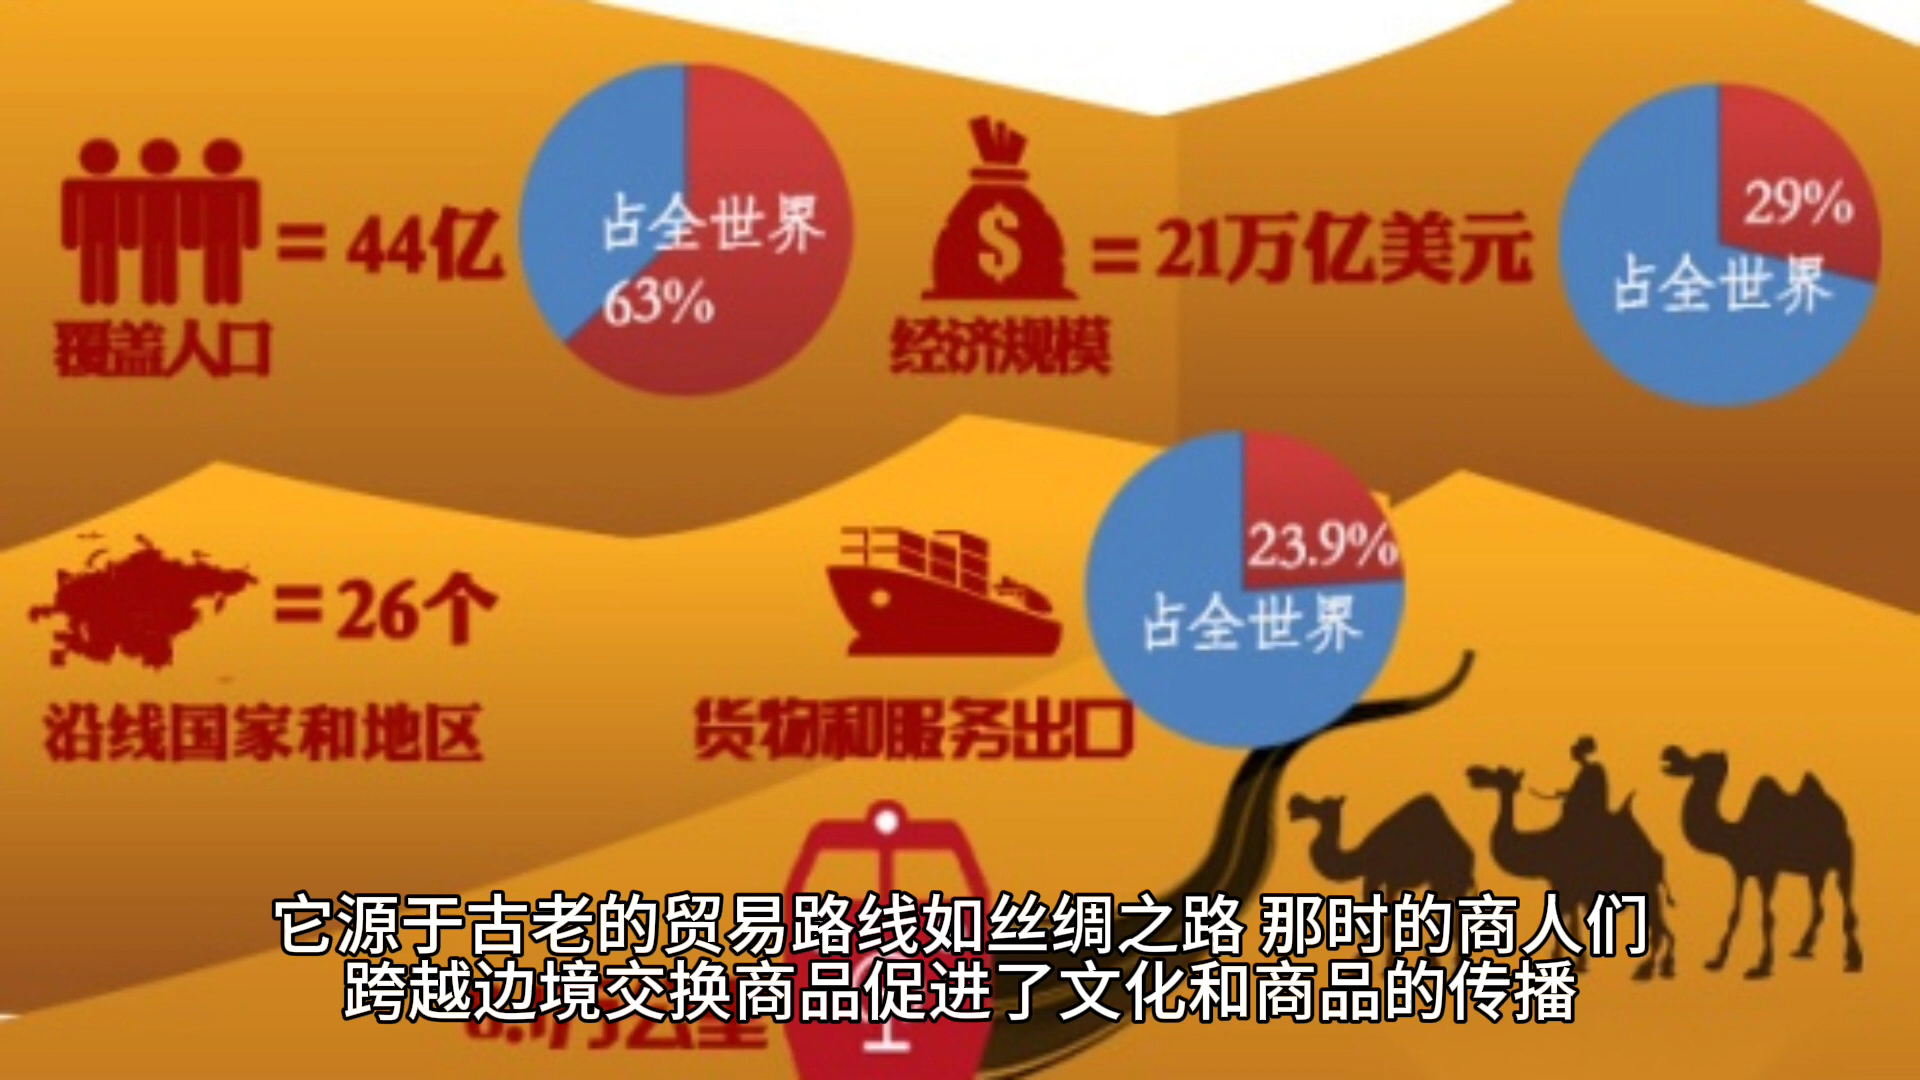 = 44亿
占全世界
63%
覆盖人口
$
= 21万亿美元
29%
占全世界
经济规模
= 26个
沿线国家和地区
23.9%
占全世界
货物和服务出口
它源于古老的贸易路线如丝绸之路 那时的商人们
跨越边境交换商品促进了文化和商品的传播